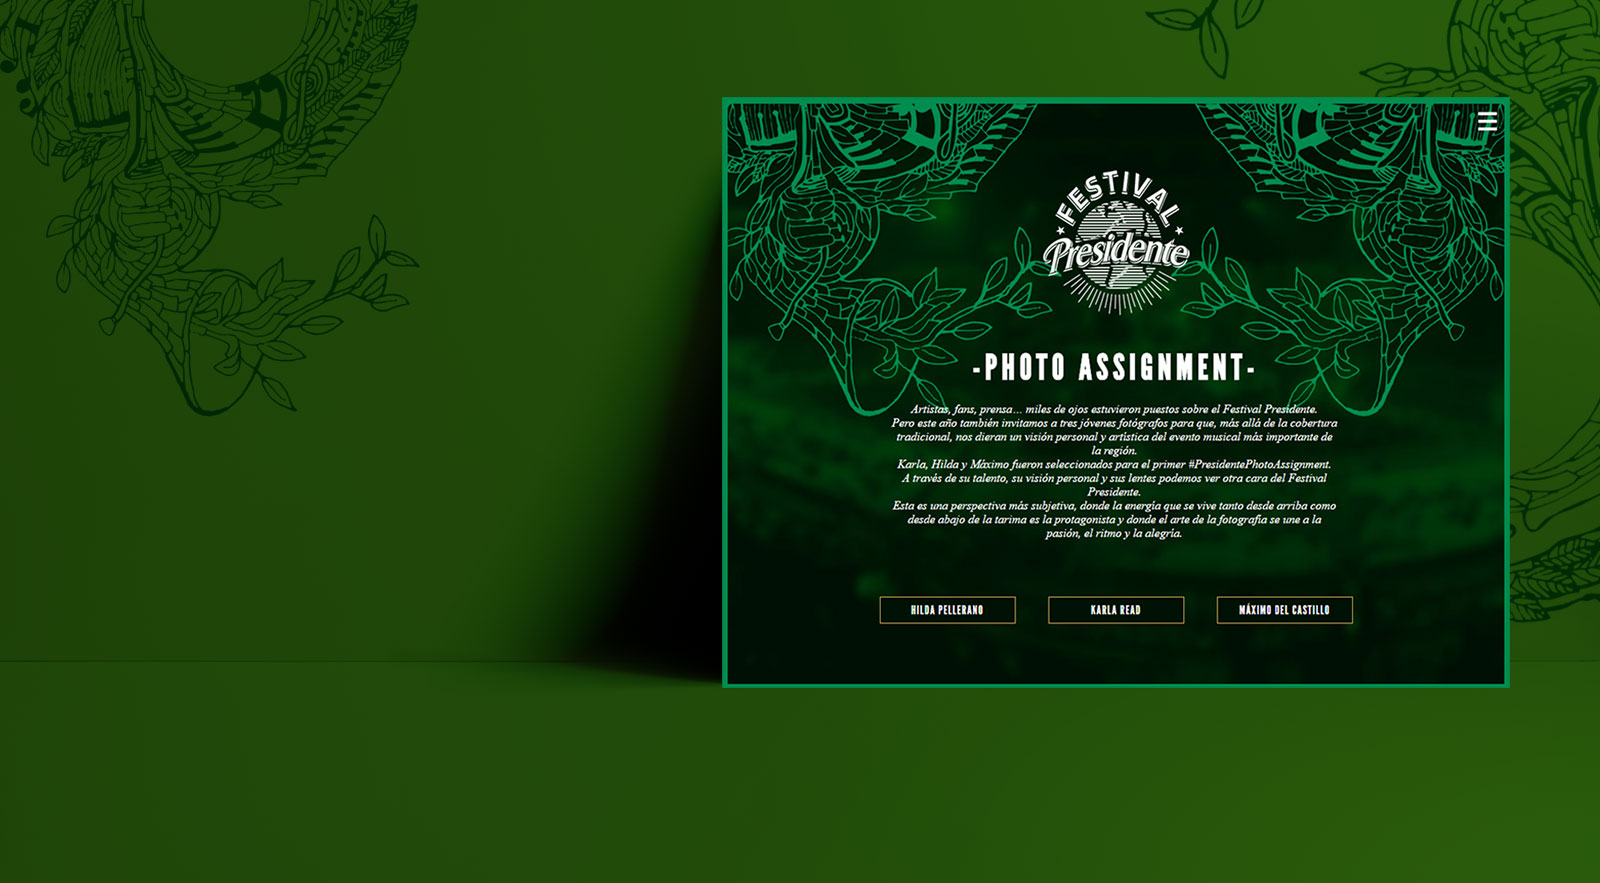 FESTIVAL
Presidente
-PHOTO ASSIGNMENT-
Artistas, fans, prensa... miles de ojos estuvieron puestos sobre el Festival Presidente.
Pero este año también invitamos a tres jóvenes fotógrafos para que, más allá de la cobertura
tradicional, nos dieran un visión personal y artística del evento musical más importante de
la región.
Karla, Hilda y Máximo fueron seleccionados para el primer #PresidentePhotoAssignment.
A través de su talento, su visión personal y sus lentes podemos ver otra cara del Festival
Presidente.
Esta es una perspectiva más subjetiva, donde la energía que se vive tanto desde arriba como
desde abajo de la tarima es la protagonista y donde el arte de la fotografía se une a la
pasión, el ritmo y la alegría.
HILDA PELLERANO
KARLA READ
MÁXIMO DEL CASTILLO